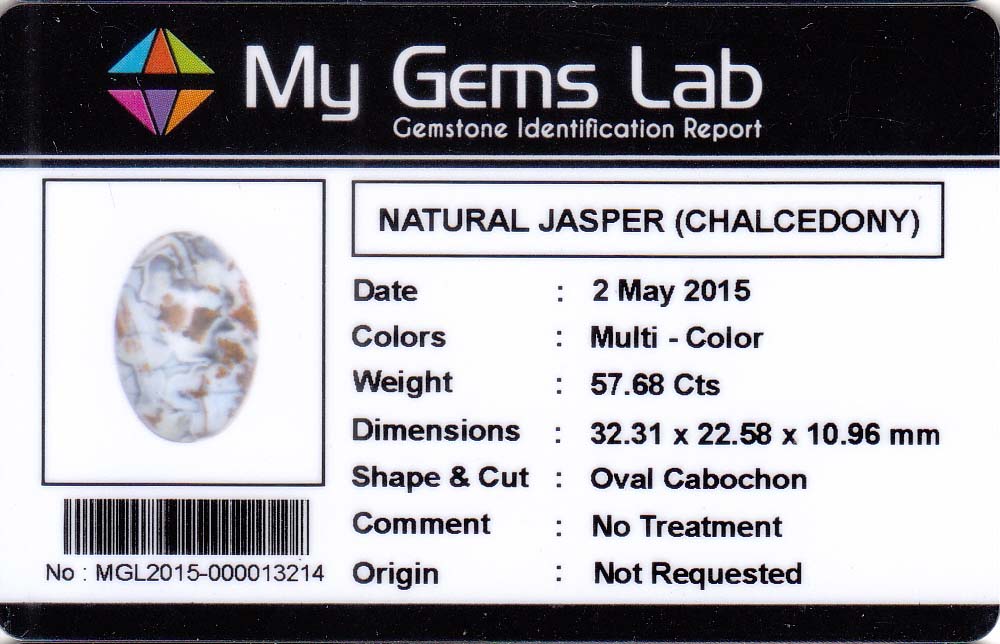 My Gems Lab
Gemstone Identification Report
NATURAL JASPER (CHALCEDONY)
Date : 2 May 2015
Colors : Multi - Color
Weight : 57.68 Cts
Dimensions : 32.31 x 22.58 x 10.96 mm
Shape & Cut : Oval Cabochon
Comment : No Treatment
Origin : Not Requested
No : MGL2015-000013214